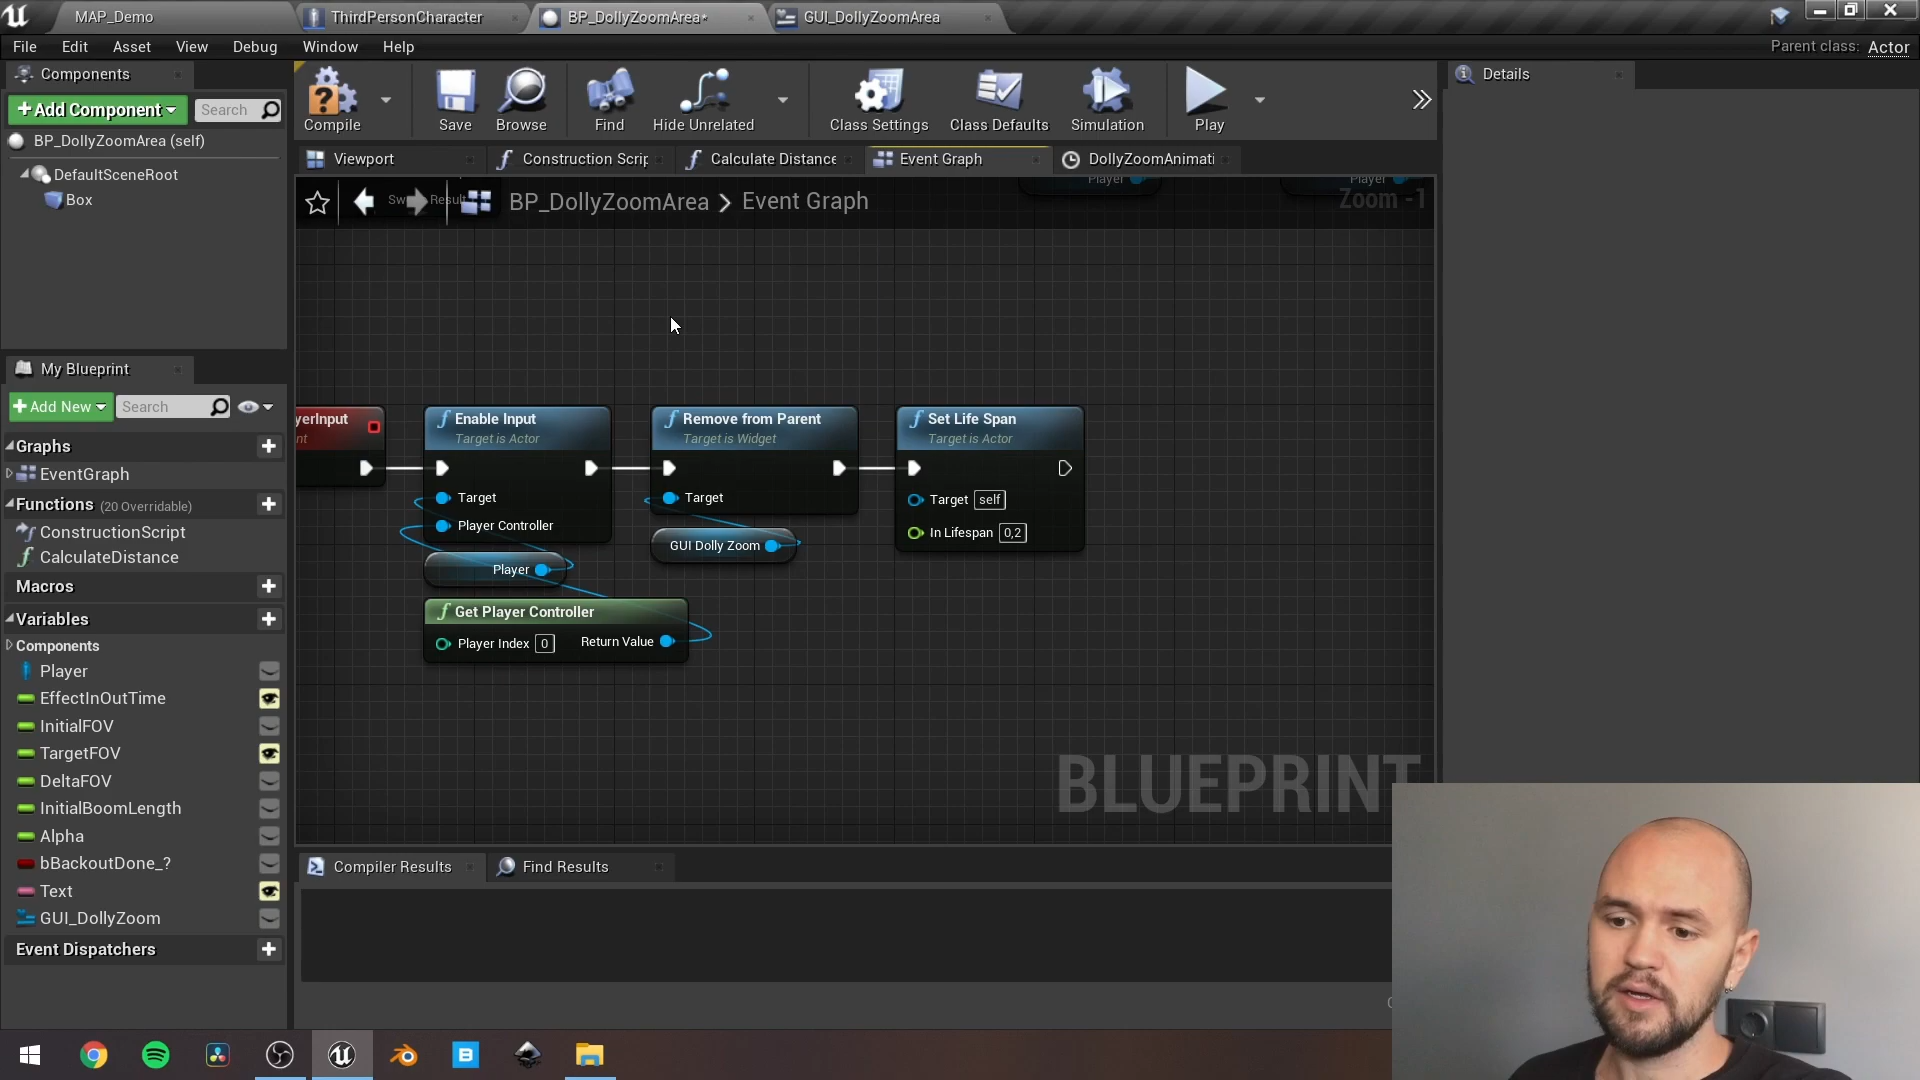 MAP_Demo
ThirdPersonCharacter
BP_DollyZoomArea*
GUI_DollyZoomArea
File
Edit
Asset
View
Debug
Window
Help
Parent class: Actor
Components
Add Component
Search
BP_DollyZoomArea (self)
DefaultSceneRoot
Box
Compile
Save
Browse
Find
Hide Unrelated
Class Settings
Class Defaults
Simulation
Play
Details
Viewport
Construction Scrip
Calculate Distance
Event Graph
DollyZoomAnimati
BP_DollyZoomArea > Event Graph
Player
Player
Zoom -1
My Blueprint
Add New
Search
Graphs
EventGraph
Functions (20 Overridable)
ConstructionScript
CalculateDistance
Macros
Variables
Components
Player
EffectInOutTime
InitialFOV
TargetFOV
DeltaFOV
InitialBoomLength
Alpha
bBackoutDone_?
Text
GUI_DollyZoom
Event Dispatchers
yerInput
nt
Enable Input
Target is Actor
Target
Player Controller
Player
Get Player Controller
Player Index 0
Return Value
Remove from Parent
Target is Widget
Target
GUI Dolly Zoom
Set Life Span
Target is Actor
Target self
In Lifespan 0,2
BLUEPRINT
Compiler Results
Find Results